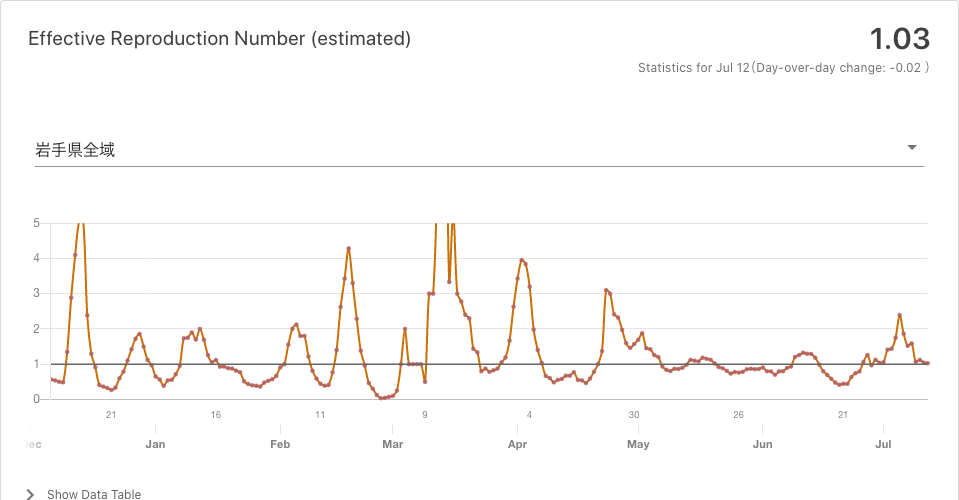 Effective Reproduction Number (estimated)
1.03
Statistics for Jul 12(Day-over-day change: -0.02 )
岩手県全域
5
4
3
2
1
0
21 16 11 9 4 30 26 21
Dec Jan Feb Mar Apr May Jun Jul
Show Data Table